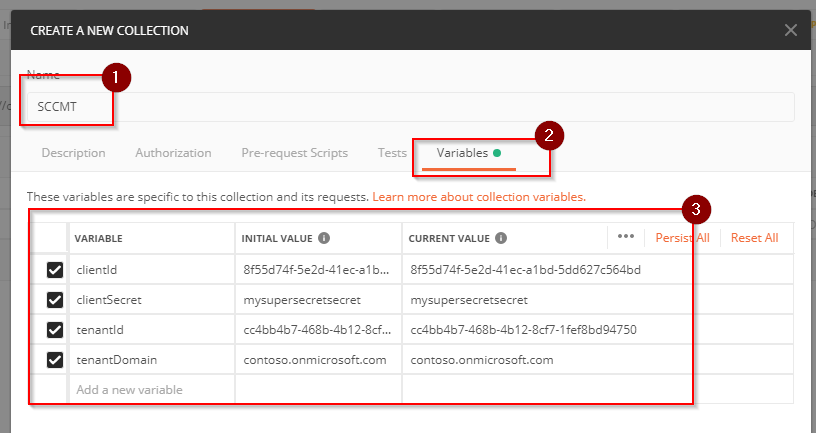 CREATE A NEW COLLECTION
Name
1
SCCMT
2
Description Authorization Pre-request Scripts Tests Variables
These variables are specific to this collection and its requests. Learn more about collection variables.
3
VARIABLE INITIAL VALUE CURRENT VALUE ••• Persist All Reset All
clientId 8f55d74f-5e2d-41ec-a1b... 8f55d74f-5e2d-41ec-a1bd-5dd627c564bd
clientSecret mysupersecretsecret mysupersecretsecret
tenantId cc4bb4b7-468b-4b12-8cf... cc4bb4b7-468b-4b12-8cf7-1fef8bd94750
tenantDomain contoso.onmicrosoft.com contoso.onmicrosoft.com
Add a new variable